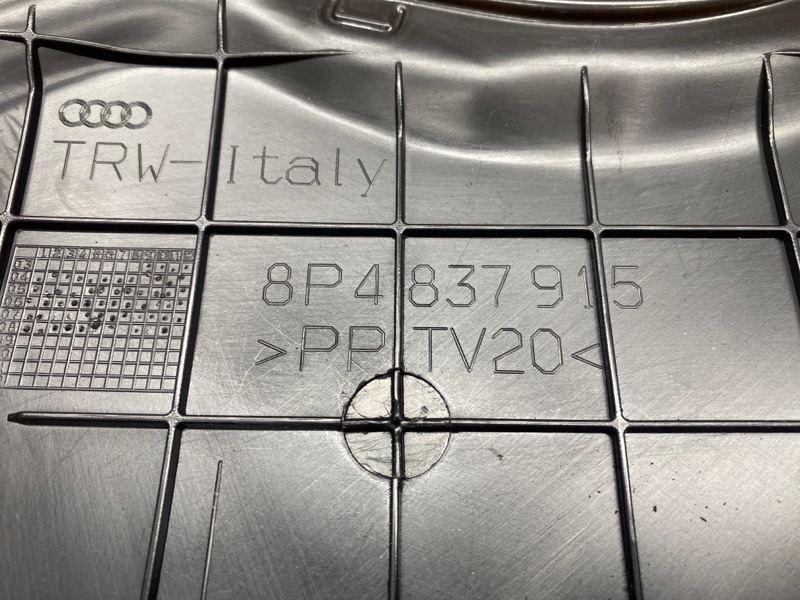 TRW-Italy
8P4 837 915
>PP TV20<